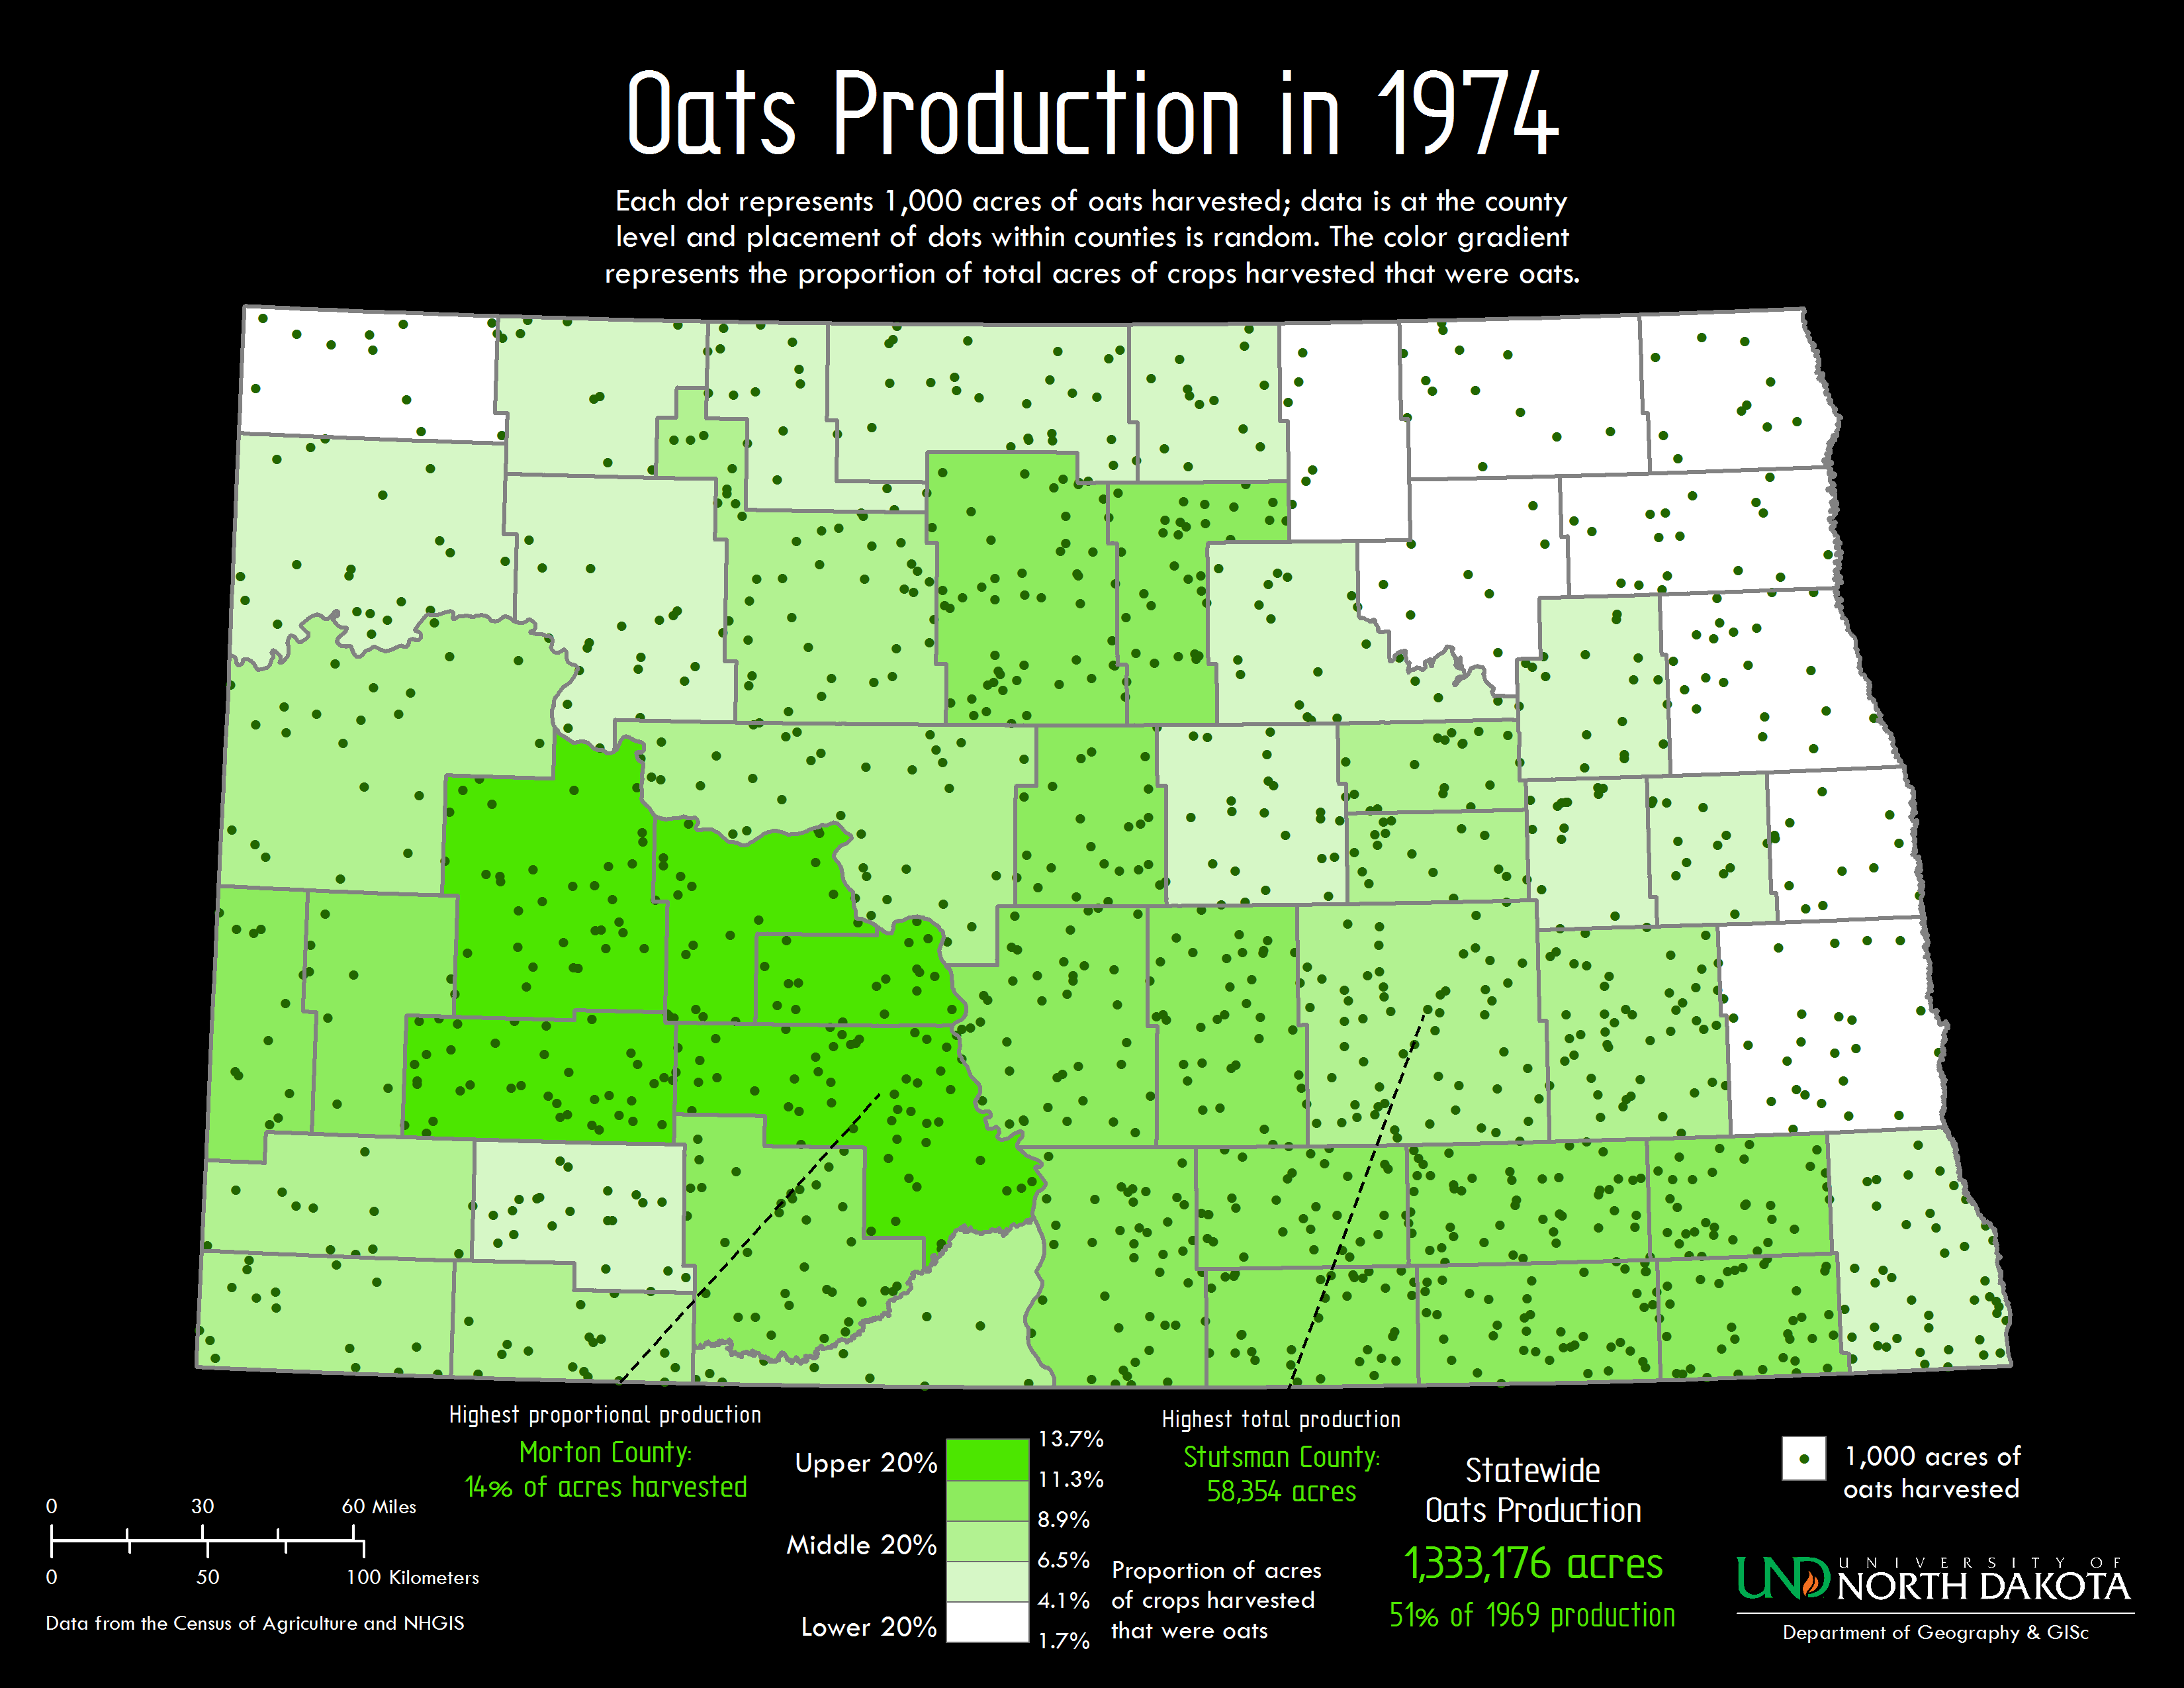 Oats Production in 1974
Each dot represents 1,000 acres of oats harvested; data is at the county
level and placement of dots within counties is random. The color gradient
represents the proportion of total acres of crops harvested that were oats.
Highest proportional production
Morton County:
14% of acres harvested
Upper 20%
Middle 20%
Lower 20%
13.7%
11.3%
8.9%
6.5%
4.1%
1.7%
Proportion of acres
of crops harvested
that were oats
Highest total production
Stutsman County:
58,354 acres
Statewide
Oats Production
1,333,176 acres
51% of 1969 production
1,000 acres of
oats harvested
0 30 60 Miles
0 50 100 Kilometers
Data from the Census of Agriculture and NHGIS
UND UNIVERSITY OF
NORTH DAKOTA
Department of Geography & GISc